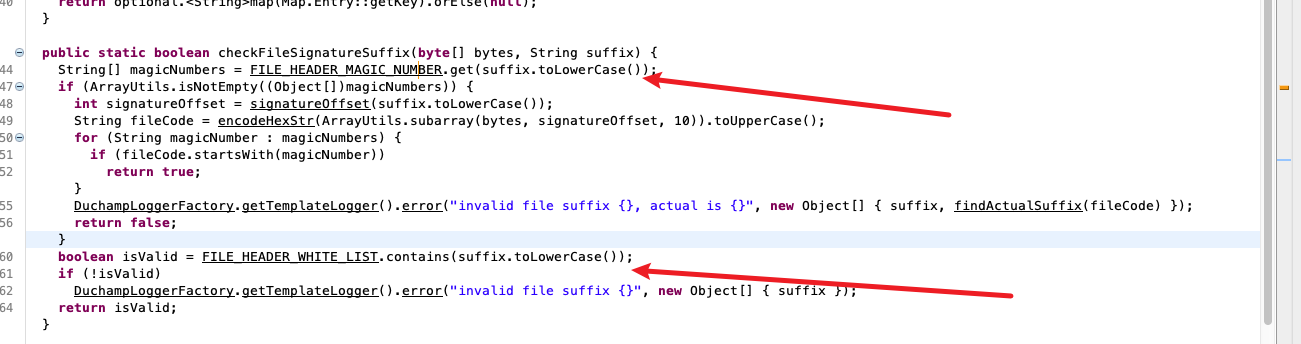 40 return optional.<String>map(Map.Entry::getKey).orElse(null);
}
public static boolean checkFileSignatureSuffix(byte[] bytes, String suffix) {
44 String[] magicNumbers = FILE_HEADER_MAGIC_NUMBER.get(suffix.toLowerCase());
47 if (ArrayUtils.isNotEmpty((Object[])magicNumbers)) {
48 int signatureOffset = signatureOffset(suffix.toLowerCase());
49 String fileCode = encodeHexStr(ArrayUtils.subarray(bytes, signatureOffset, 10)).toUpperCase();
50 for (String magicNumber : magicNumbers) {
51 if (fileCode.startsWith(magicNumber))
52 return true;
}
55 DuchampLoggerFactory.getTemplateLogger().error("invalid file suffix {}, actual is {}", new Object[] { suffix, findActualSuffix(fileCode) });
56 return false;
}
60 boolean isValid = FILE_HEADER_WHITE_LIST.contains(suffix.toLowerCase());
61 if (!isValid)
62 DuchampLoggerFactory.getTemplateLogger().error("invalid file suffix {}", new Object[] { suffix });
64 return isValid;
}